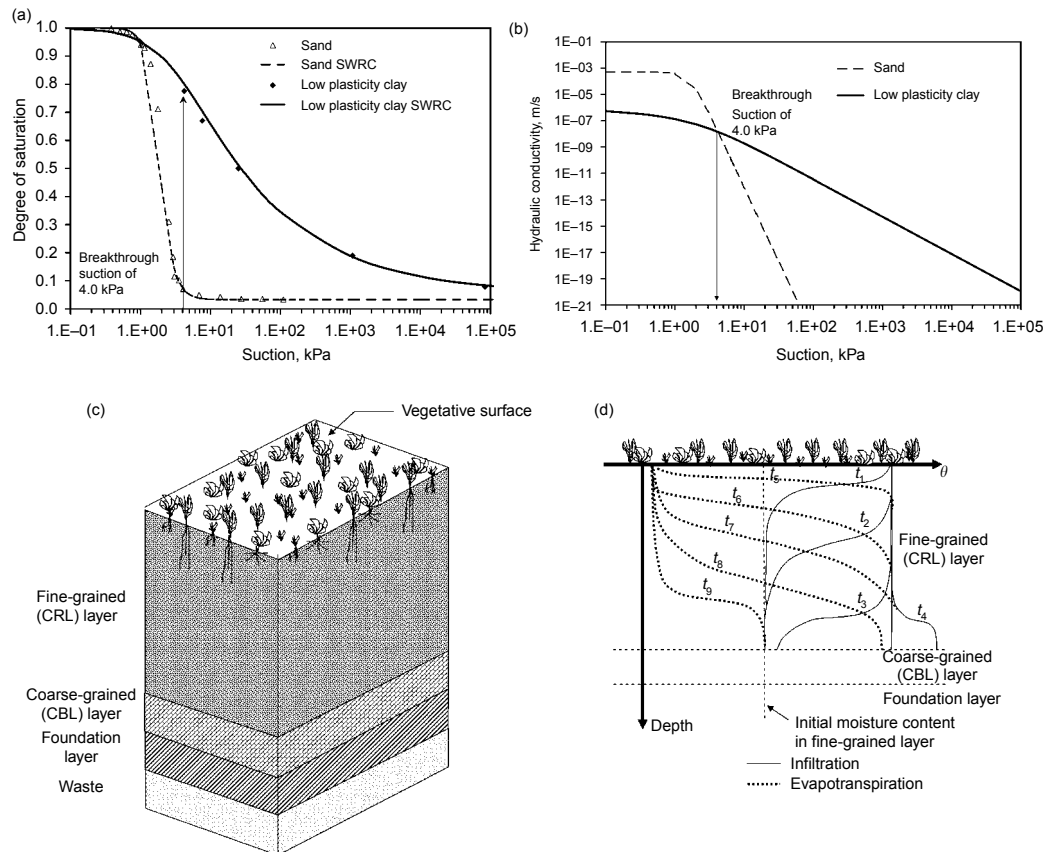 (a)
1.0
0.9
0.8
0.7
0.6
0.5
0.4
0.3
0.2
0.1
0.0
Degree of saturation
Sand
Sand SWRC
Low plasticity clay
Low plasticity clay SWRC
Breakthrough
suction of
4.0 kPa
1.E–01 1.E+00 1.E+01 1.E+02 1.E+03 1.E+04 1.E+05
Suction, kPa
(b)
1E–01
1E–03
1E–05
1E–07
1E–09
1E–11
1E–13
1E–15
1E–17
1E–19
1E–21
Hydraulic conductivity, m/s
Sand
Low plasticity clay
Breakthrough
Suction of
4.0 kPa
1.E–01 1.E+00 1.E+01 1.E+02 1.E+03 1.E+04 1.E+05
Suction, kPa
(c)
Vegetative surface
Fine-grained
(CRL) layer
Coarse-grained
(CBL) layer
Foundation
layer
Waste
(d)
θ
t5
t1
t6
t2
t7
t8
t3
t9
t4
Fine-grained
(CRL) layer
Coarse-grained
(CBL) layer
Foundation layer
Depth
Initial moisture content
in fine-grained layer
Infiltration
Evapotranspiration